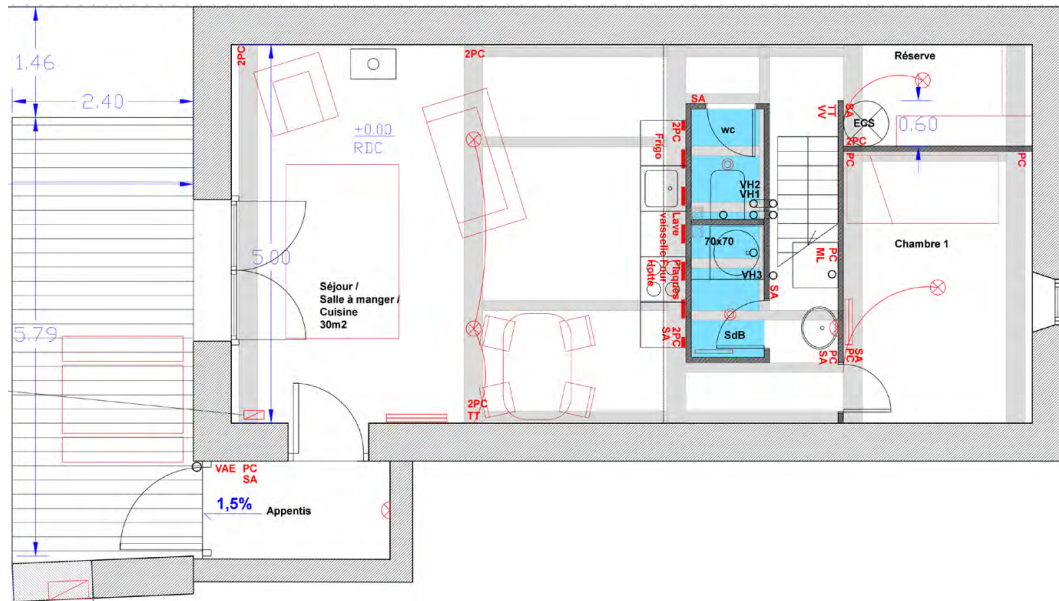 1.46
2.40
5.79
5.00
2PC
±0.00
RDC
2PC
Séjour /
Salle à manger /
Cuisine
30m2
2PC
TT
VAE PC
SA
1,5%
Appentis
SA
2PC
Frigo
Lave
vaisselle
Four
Plaques
Hotte
2PC
SA
wc
VH2
VH1
70x70
VH3
SA
SdB
PC
ML
PC
SA
SA
TT
VV
Réserve
ECS
2PC
0.60
PC
PC
Chambre 1
SA
PC